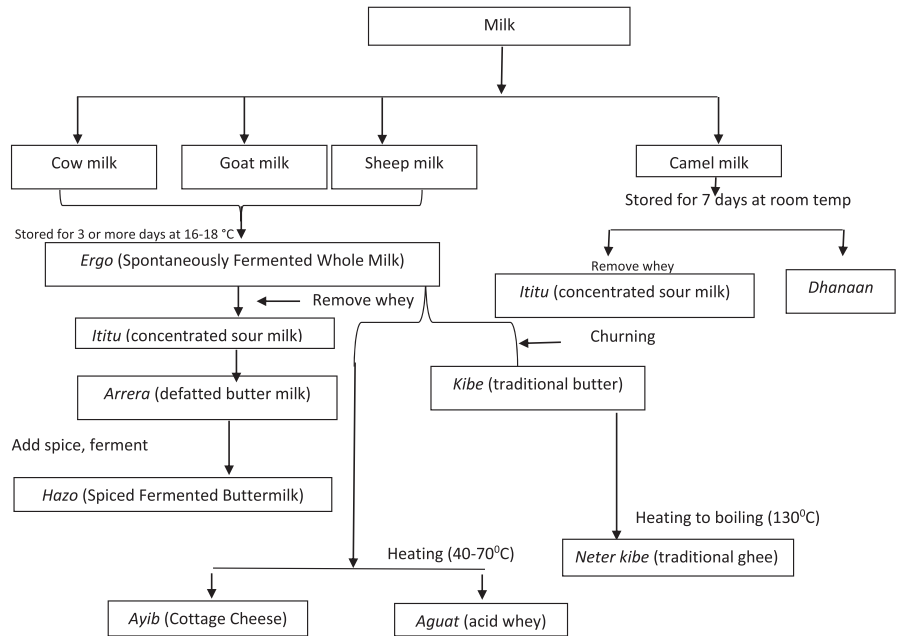 Milk
Cow milk
Goat milk
Sheep milk
Camel milk
Stored for 7 days at room temp
Stored for 3 or more days at 16-18 °C
Ergo (Spontaneously Fermented Whole Milk)
Remove whey
Ititu (concentrated sour milk)
Dhanaan
Remove whey
Ititu (concentrated sour milk)
Churning
Arrera (defatted butter milk)
Kibe (traditional butter)
Add spice, ferment
Hazo (Spiced Fermented Buttermilk)
Heating to boiling (130⁰C)
Neter kibe (traditional ghee)
Heating (40-70⁰C)
Ayib (Cottage Cheese)
Aguat (acid whey)